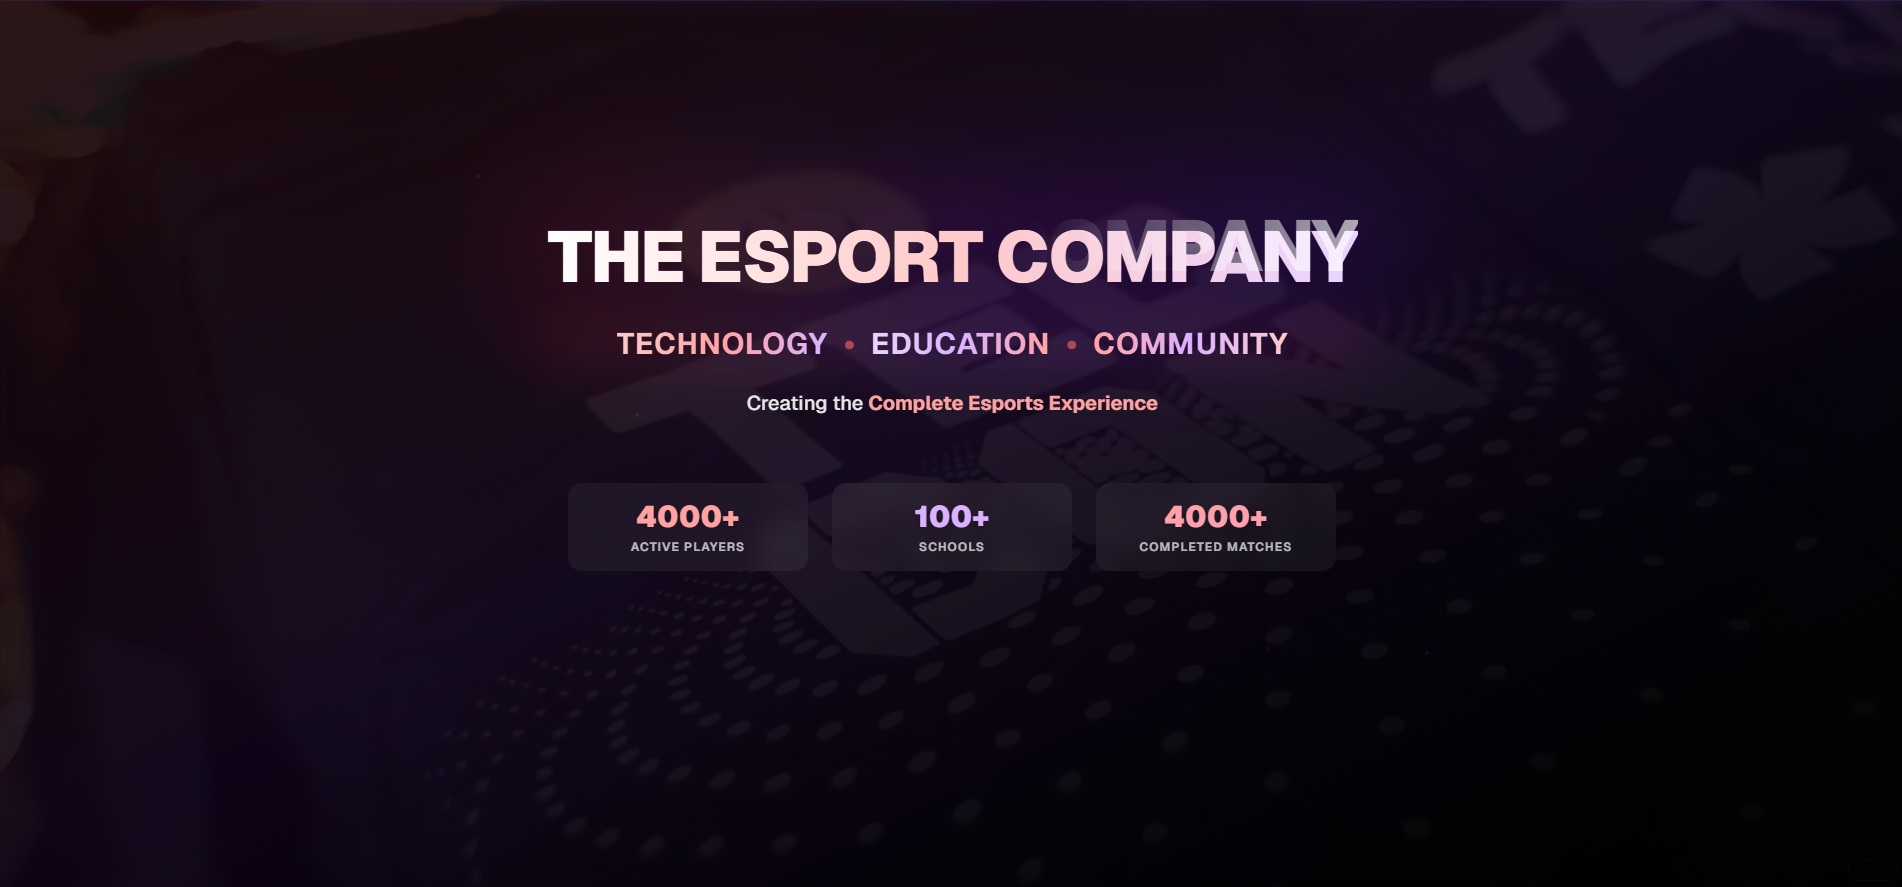 THE ESPORT COMPANY
TECHNOLOGY • EDUCATION • COMMUNITY
Creating the Complete Esports Experience
4000+
ACTIVE PLAYERS
100+
SCHOOLS
4000+
COMPLETED MATCHES